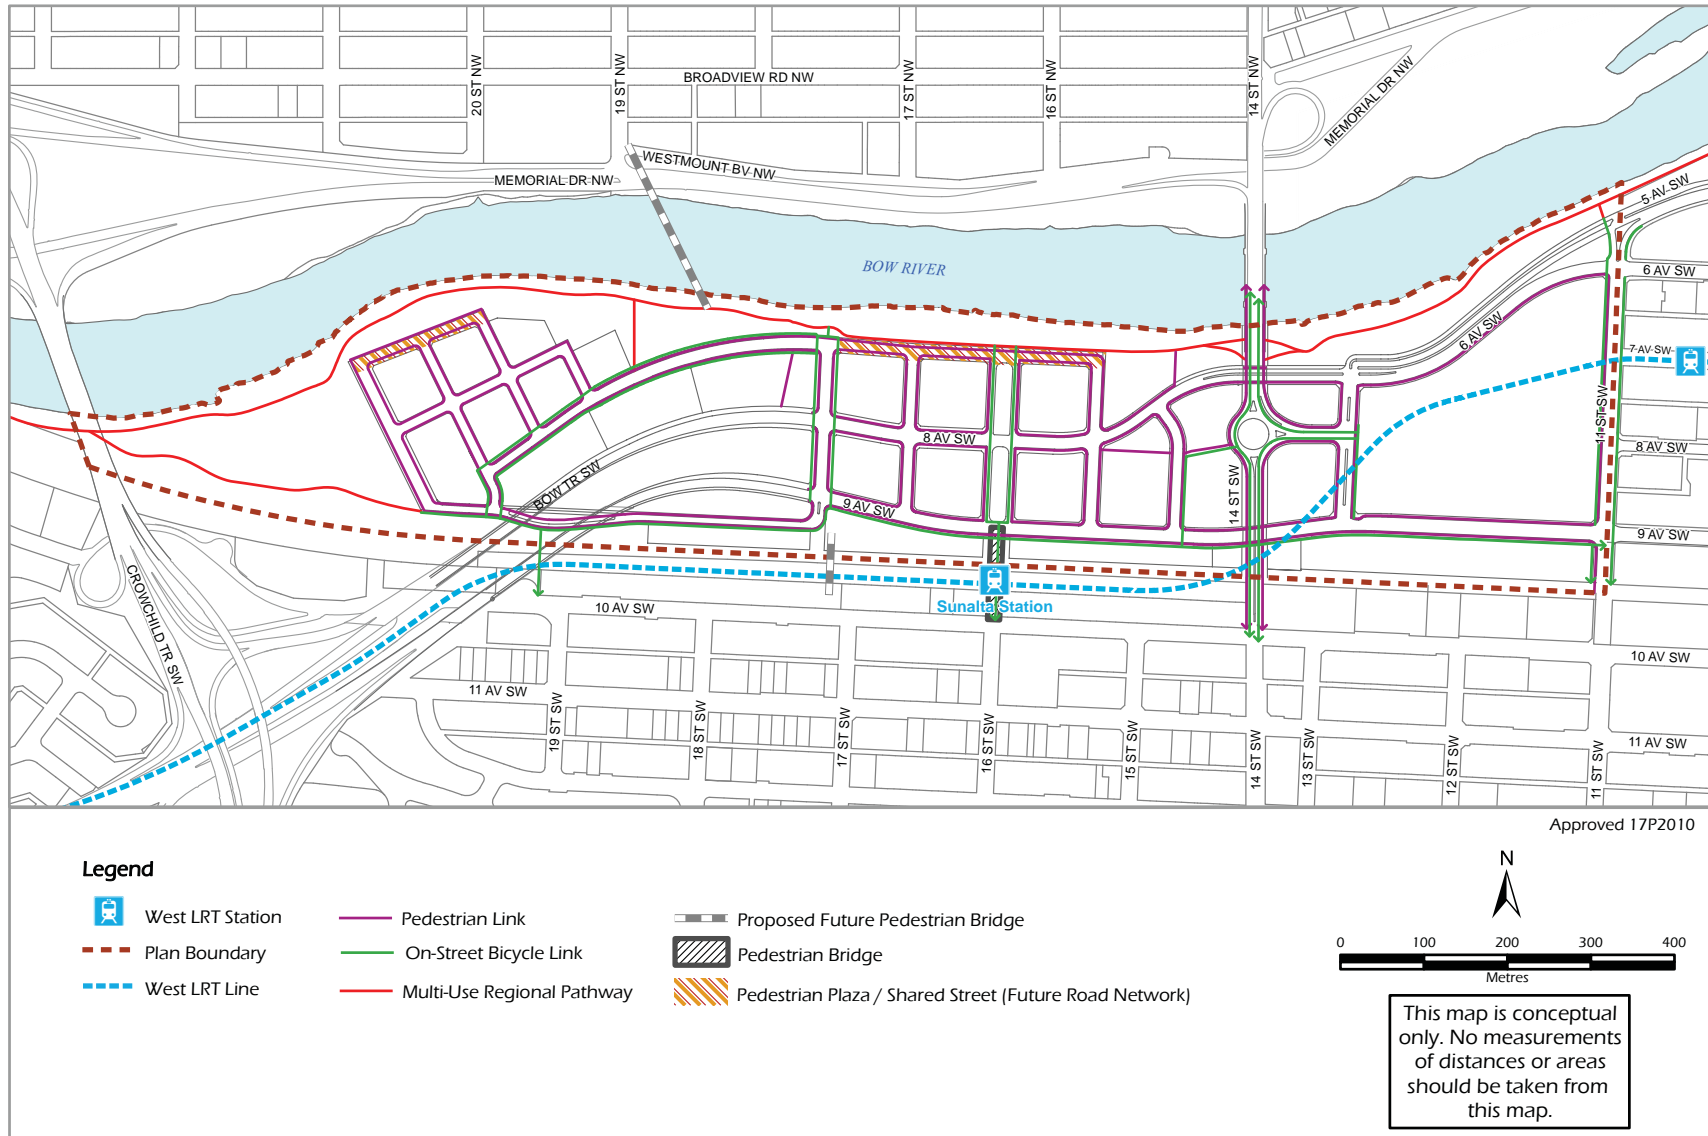 20 ST NW
19 ST NW
BROADVIEW RD NW
17 ST NW
16 ST NW
14 ST NW
MEMORIAL DR NW
WESTMOUNT BV NW
MEMORIAL DR NW
5 AV SW
BOW RIVER
6 AV SW
6 AV SW
7 AV SW
11 ST SW
8 AV SW
8 AV SW
BOW TR SW
14 ST SW
9 AV SW
9 AV SW
CROWCHILD TR SW
Sunalta Station
10 AV SW
10 AV SW
11 AV SW
19 ST SW
18 ST SW
17 ST SW
16 ST SW
15 ST SW
14 ST SW
13 ST SW
12 ST SW
11 ST SW
11 AV SW
Approved 17P2010
Legend
West LRT Station
Plan Boundary
West LRT Line
Pedestrian Link
On-Street Bicycle Link
Multi-Use Regional Pathway
Proposed Future Pedestrian Bridge
Pedestrian Bridge
Pedestrian Plaza / Shared Street (Future Road Network)
N
0 100 200 300 400
Metres
This map is conceptual
only. No measurements
of distances or areas
should be taken from
this map.